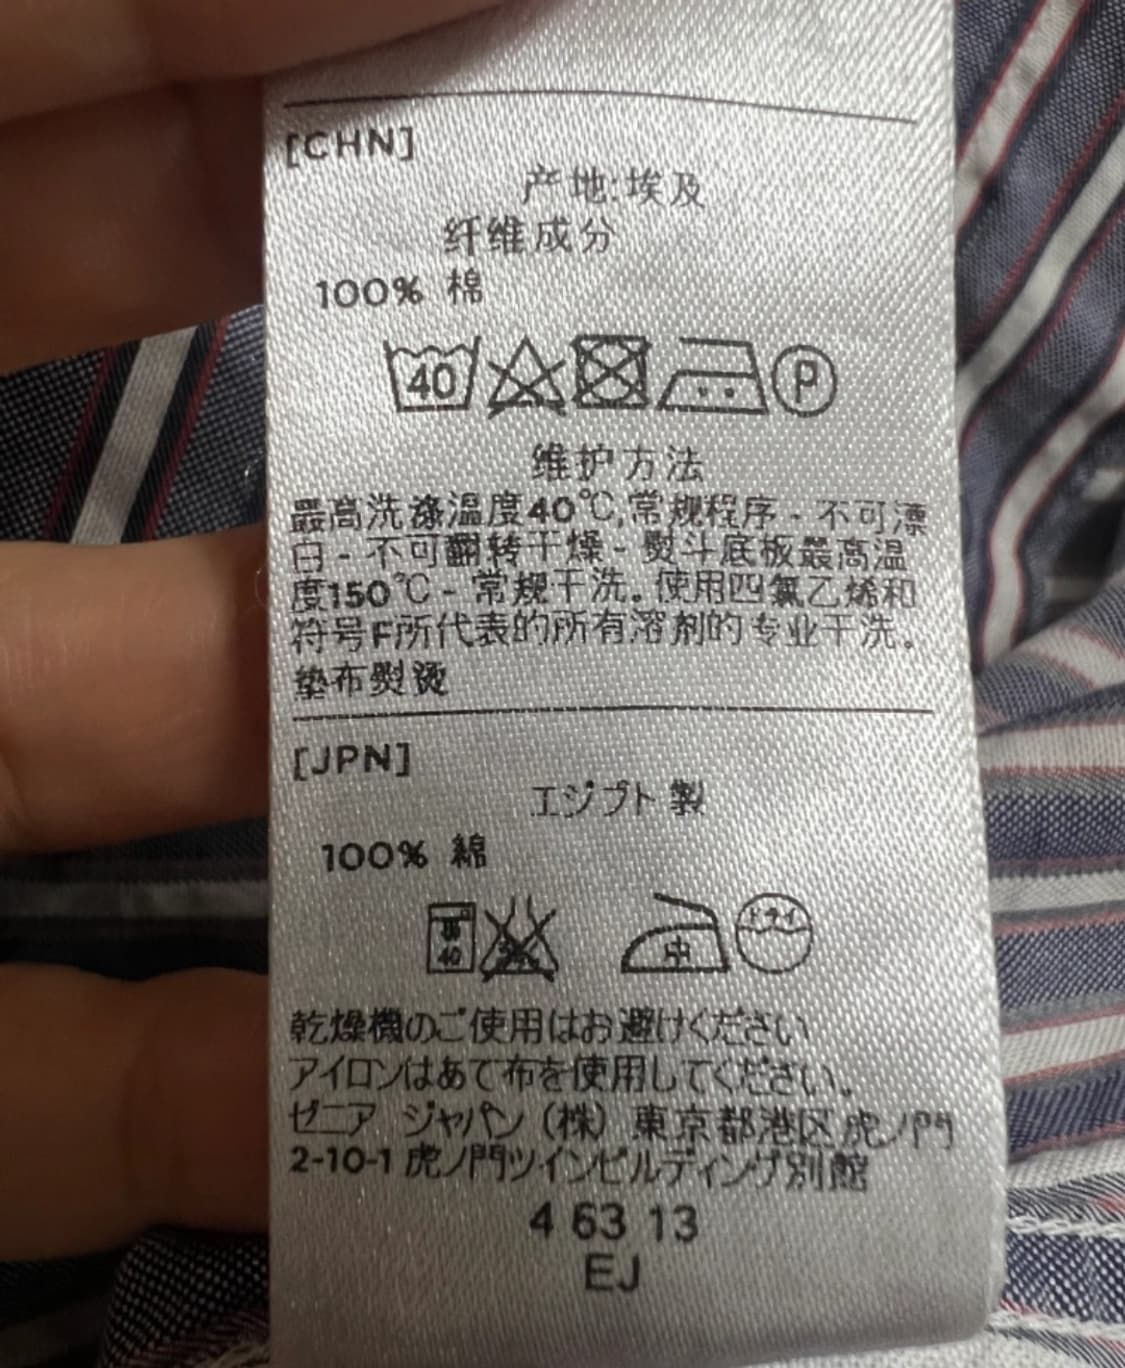 [CHN]
产地:埃及
纤维成分
100% 棉
40 P
维护方法
最高洗涤温度40℃,常规程序 - 不可漂
白 - 不可翻转干燥 - 熨斗底板最高温
度150℃ - 常规干洗。使用四氯乙烯和
符号F所代表的所有溶剂的专业干洗。
垫布熨烫
[JPN]
エジプト 製
100% 綿
40 中 ドライ
乾燥機のご使用はお避けください
アイロンはあて布を使用してください。
ゼニア ジャパン (株) 東京都港区虎ノ門
2-10-1 虎ノ門ツインビルディング別館
4 63 13
EJ